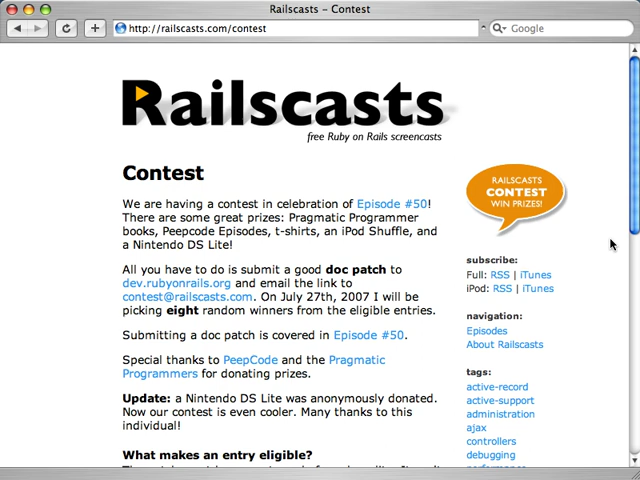 Railscasts – Contest
http://railscasts.com/contest
Google
Railscasts
free Ruby on Rails screencasts
Contest
We are having a contest in celebration of Episode #50!
There are some great prizes: Pragmatic Programmer
books, Peepcode Episodes, t-shirts, an iPod Shuffle, and
a Nintendo DS Lite!
All you have to do is submit a good doc patch to
dev.rubyonrails.org and email the link to
contest@railscasts.com. On July 27th, 2007 I will be
picking eight random winners from the eligible entries.
Submitting a doc patch is covered in Episode #50.
Special thanks to PeepCode and the Pragmatic
Programmers for donating prizes.
Update: a Nintendo DS Lite was anonymously donated.
Now our contest is even cooler. Many thanks to this
individual!
What makes an entry eligible?
RAILSCASTS
CONTEST
WIN PRIZES!
subscribe:
Full: RSS | iTunes
iPod: RSS | iTunes
navigation:
Episodes
About Railscasts
tags:
active-record
active-support
administration
ajax
controllers
debugging